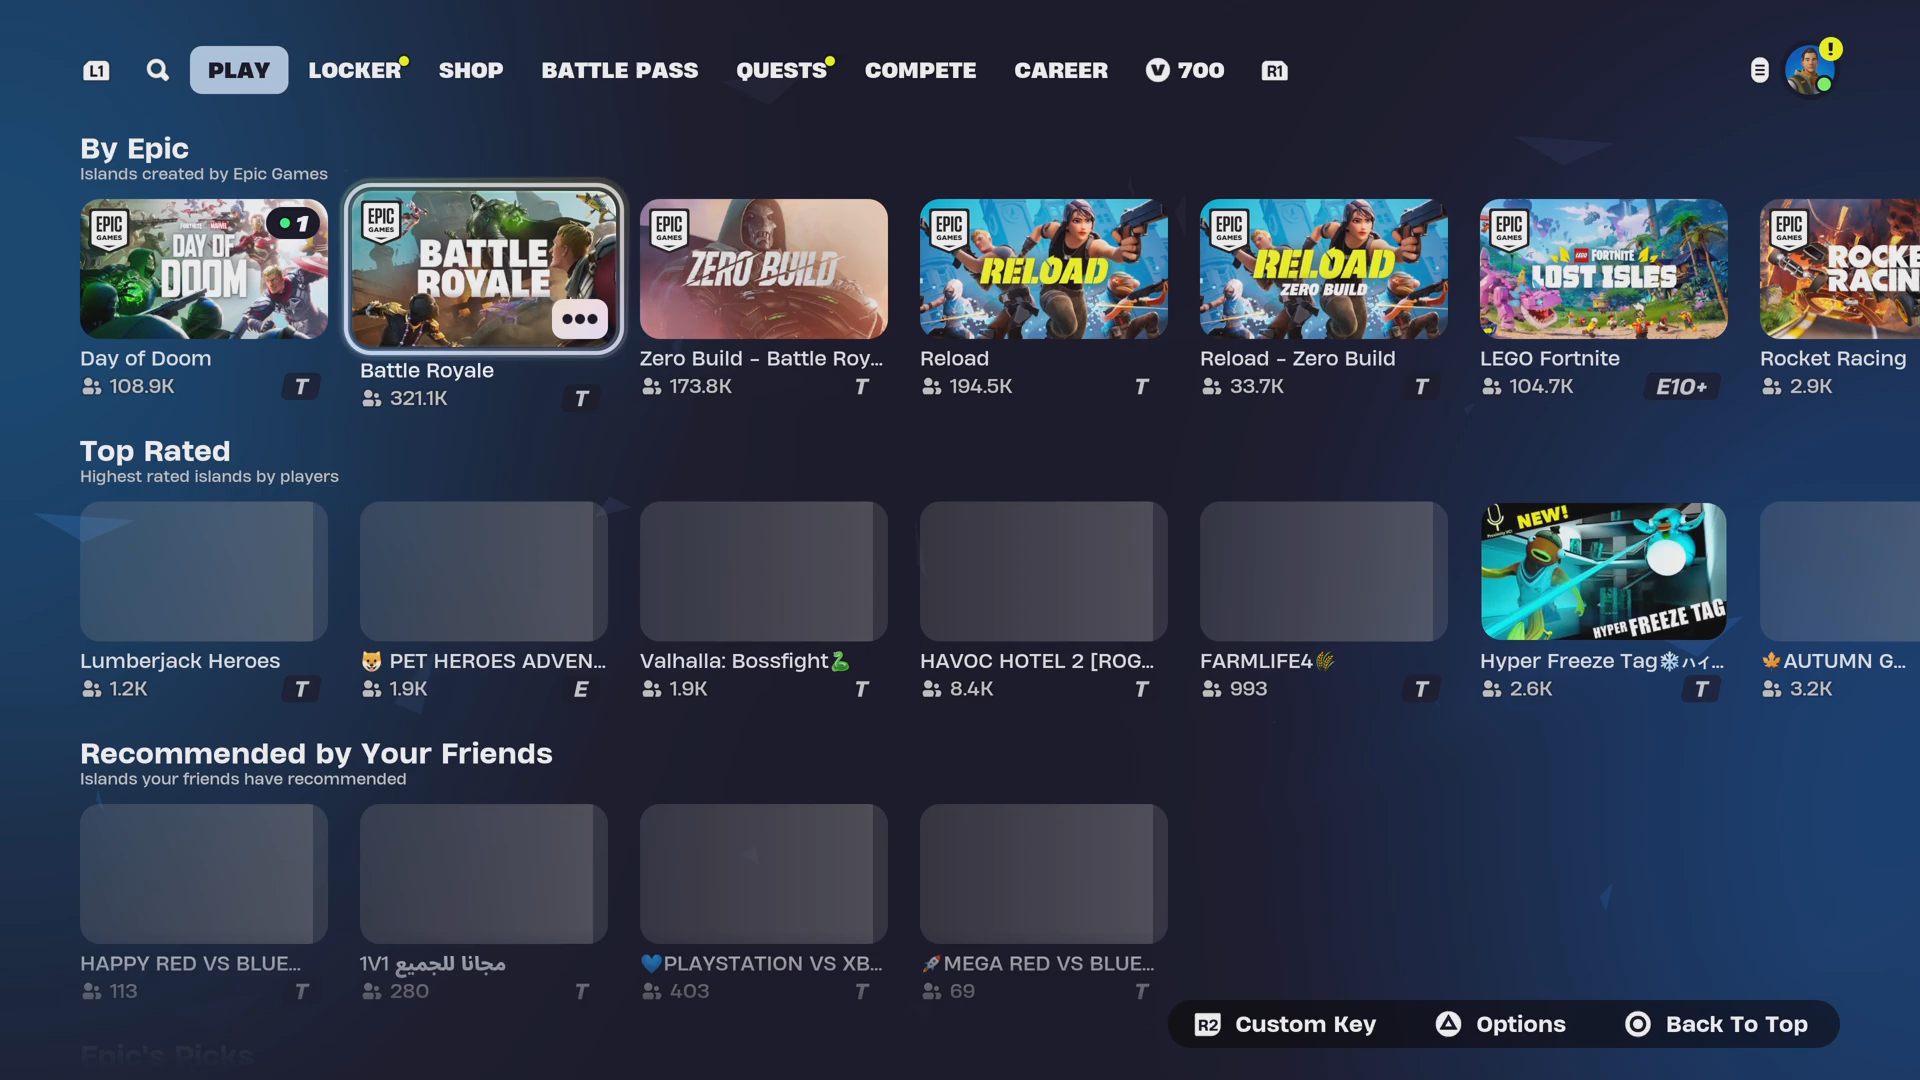 L1 PLAY LOCKER SHOP BATTLE PASS QUESTS COMPETE CAREER V 700 R1 !
By Epic
Islands created by Epic Games
EPIC GAMES
FORTNITE MARVEL
DAY OF
DOOM
1
Day of Doom
108.9K T
EPIC GAMES
BATTLE
ROYALE
Battle Royale
321.1K T
EPIC GAMES
ZERO BUILD
Zero Build - Battle Roy...
173.8K T
EPIC GAMES
RELOAD
Reload
194.5K T
EPIC GAMES
RELOAD
ZERO BUILD
Reload - Zero Build
33.7K T
EPIC GAMES
LEGO FORTNITE
LOST ISLES
LEGO Fortnite
104.7K E10+
EPIC GAMES
ROCKE
RACIN
Rocket Racing
2.9K
Top Rated
Highest rated islands by players
Lumberjack Heroes
1.2K T
🐯 PET HEROES ADVEN...
1.9K E
Valhalla: Bossfight🐍
1.9K T
HAVOC HOTEL 2 [ROG...
8.4K T
FARMLIFE4🌾
993 T
NEW!
HYPER FREEZE TAG
Hyper Freeze Tag❄️ハイ...
2.6K T
🍁AUTUMN G...
3.2K
Recommended by Your Friends
Islands your friends have recommended
HAPPY RED VS BLUE...
113 T
1V1 مجانا للجميع
280 T
💙PLAYSTATION VS XB...
403 T
🚀MEGA RED VS BLUE...
69 T
Epic's Picks
R2 Custom Key Options Back To Top